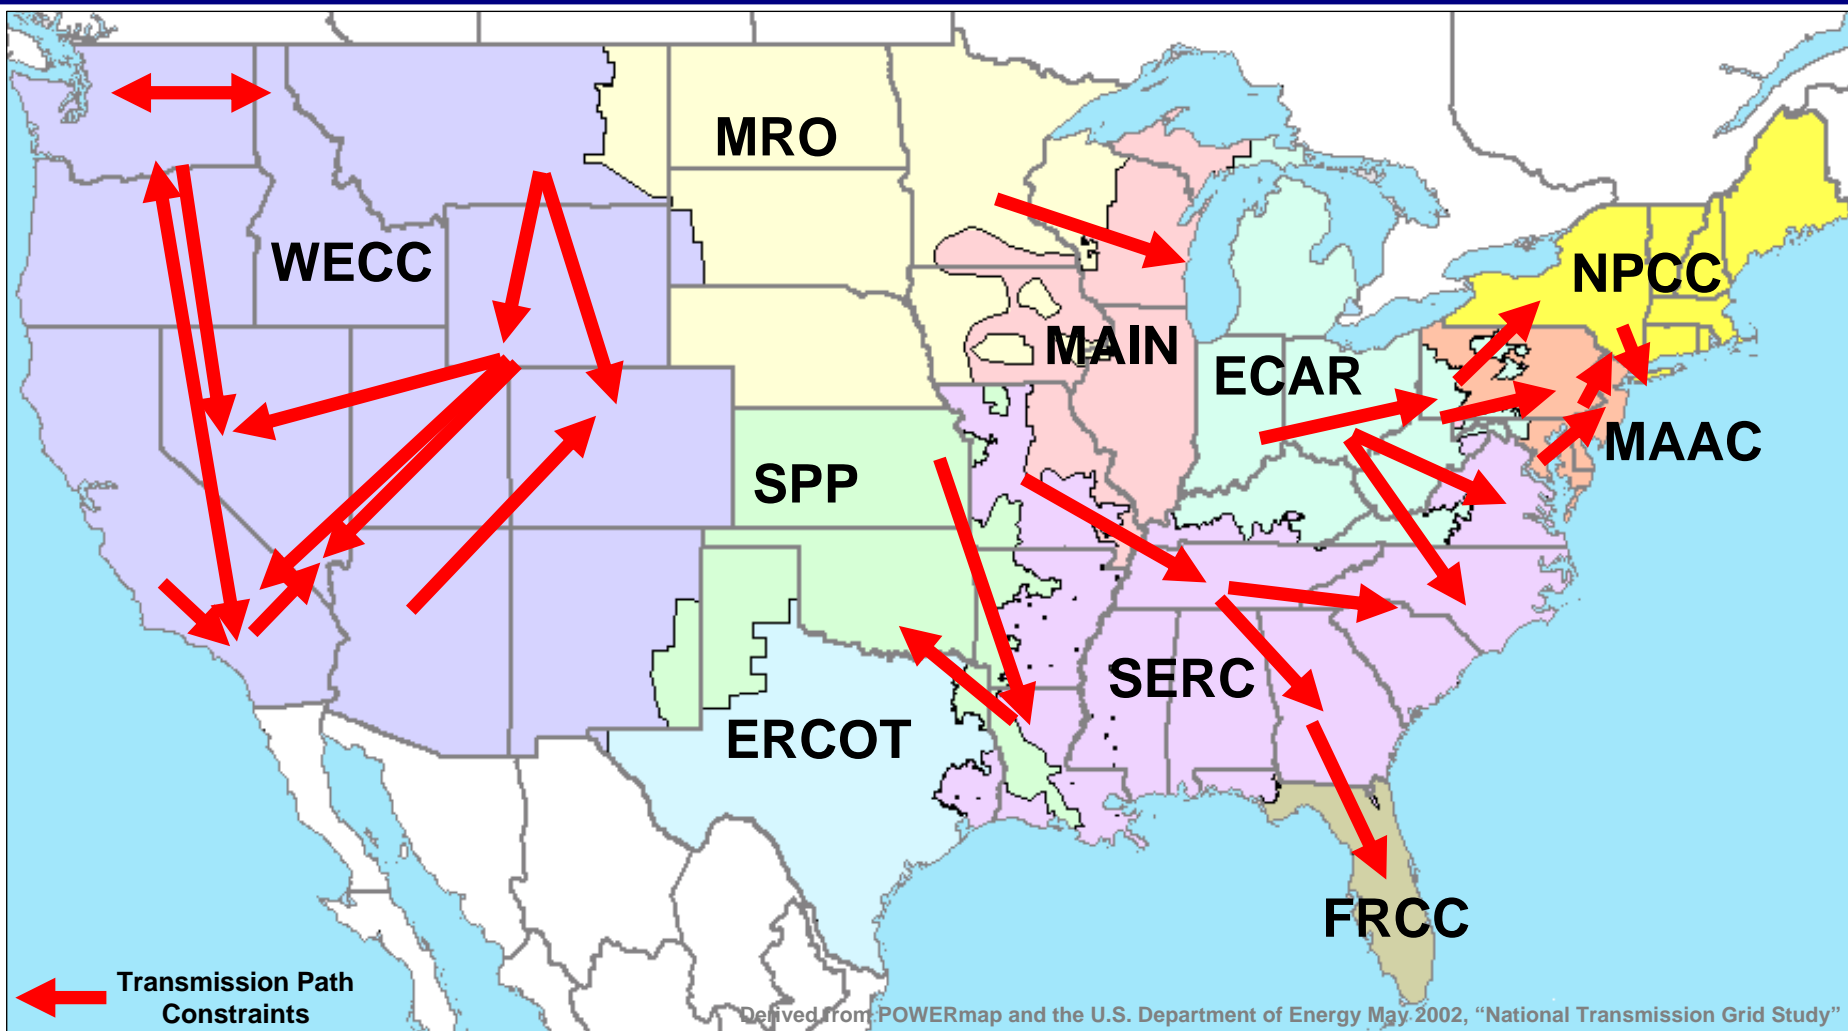 MRO
WECC
NPCC
MAIN
ECAR
MAAC
SPP
SERC
ERCOT
FRCC
Transmission Path
Constraints
Derived from POWERmap and the U.S. Department of Energy May 2002, “National Transmission Grid Study”